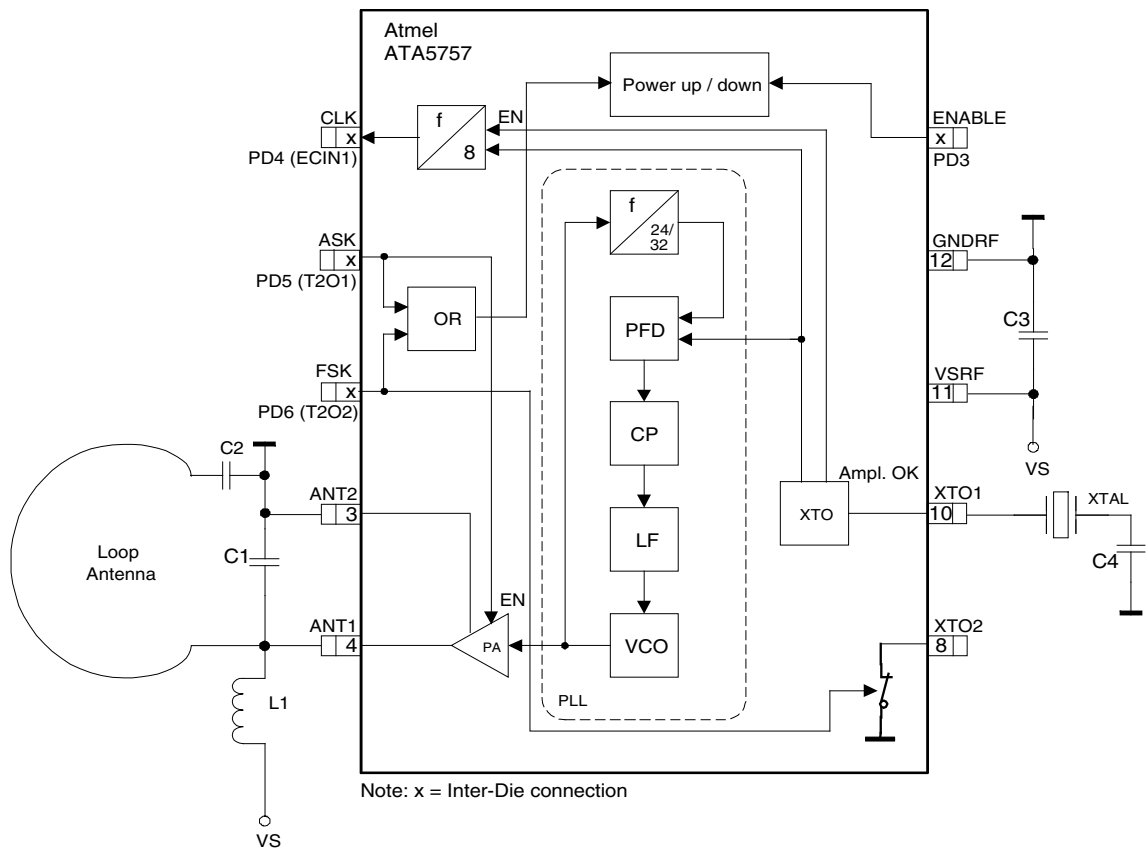 Atmel
ATA5757
Power up / down
CLK
x
PD4 (ECIN1)
f
8
EN
ENABLE
x
PD3
f
24/
32
ASK
x
PD5 (T2O1)
OR
GNDRF
12
PFD
C3
FSK
x
PD6 (T2O2)
VSRF
11
CP
VS
C2
Ampl. OK
ANT2
3
XTO
XTO1
10
XTAL
LF
C1
C4
Loop
Antenna
EN
ANT1
4
PA
VCO
XTO2
8
L1
PLL
VS
Note: x = Inter-Die connection